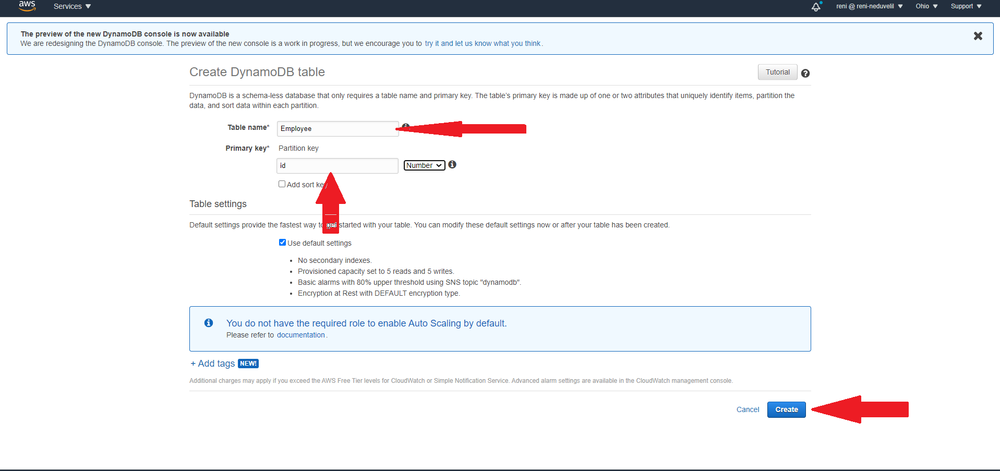 aws Services reni @ reni-neduvelil Ohio Support
The preview of the new DynamoDB console is now available
We are redesigning the DynamoDB console. The preview of the new console is a work in progress, but we encourage you to try it and let us know what you think.
Create DynamoDB table
Tutorial
DynamoDB is a schema-less database that only requires a table name and primary key. The table's primary key is made up of one or two attributes that uniquely identify items, partition the
data, and sort data within each partition.
Table name* Employee
Primary key* Partition key
id Number
Add sort key
Table settings
Default settings provide the fastest way to get started with your table. You can modify these default settings now or after your table has been created.
Use default settings
• No secondary indexes.
• Provisioned capacity set to 5 reads and 5 writes.
• Basic alarms with 80% upper threshold using SNS topic "dynamodb".
• Encryption at Rest with DEFAULT encryption type.
You do not have the required role to enable Auto Scaling by default.
Please refer to documentation.
+ Add tags NEW!
Additional charges may apply if you exceed the AWS Free Tier levels for CloudWatch or Simple Notification Service. Advanced alarm settings are available in the CloudWatch management console.
Cancel Create